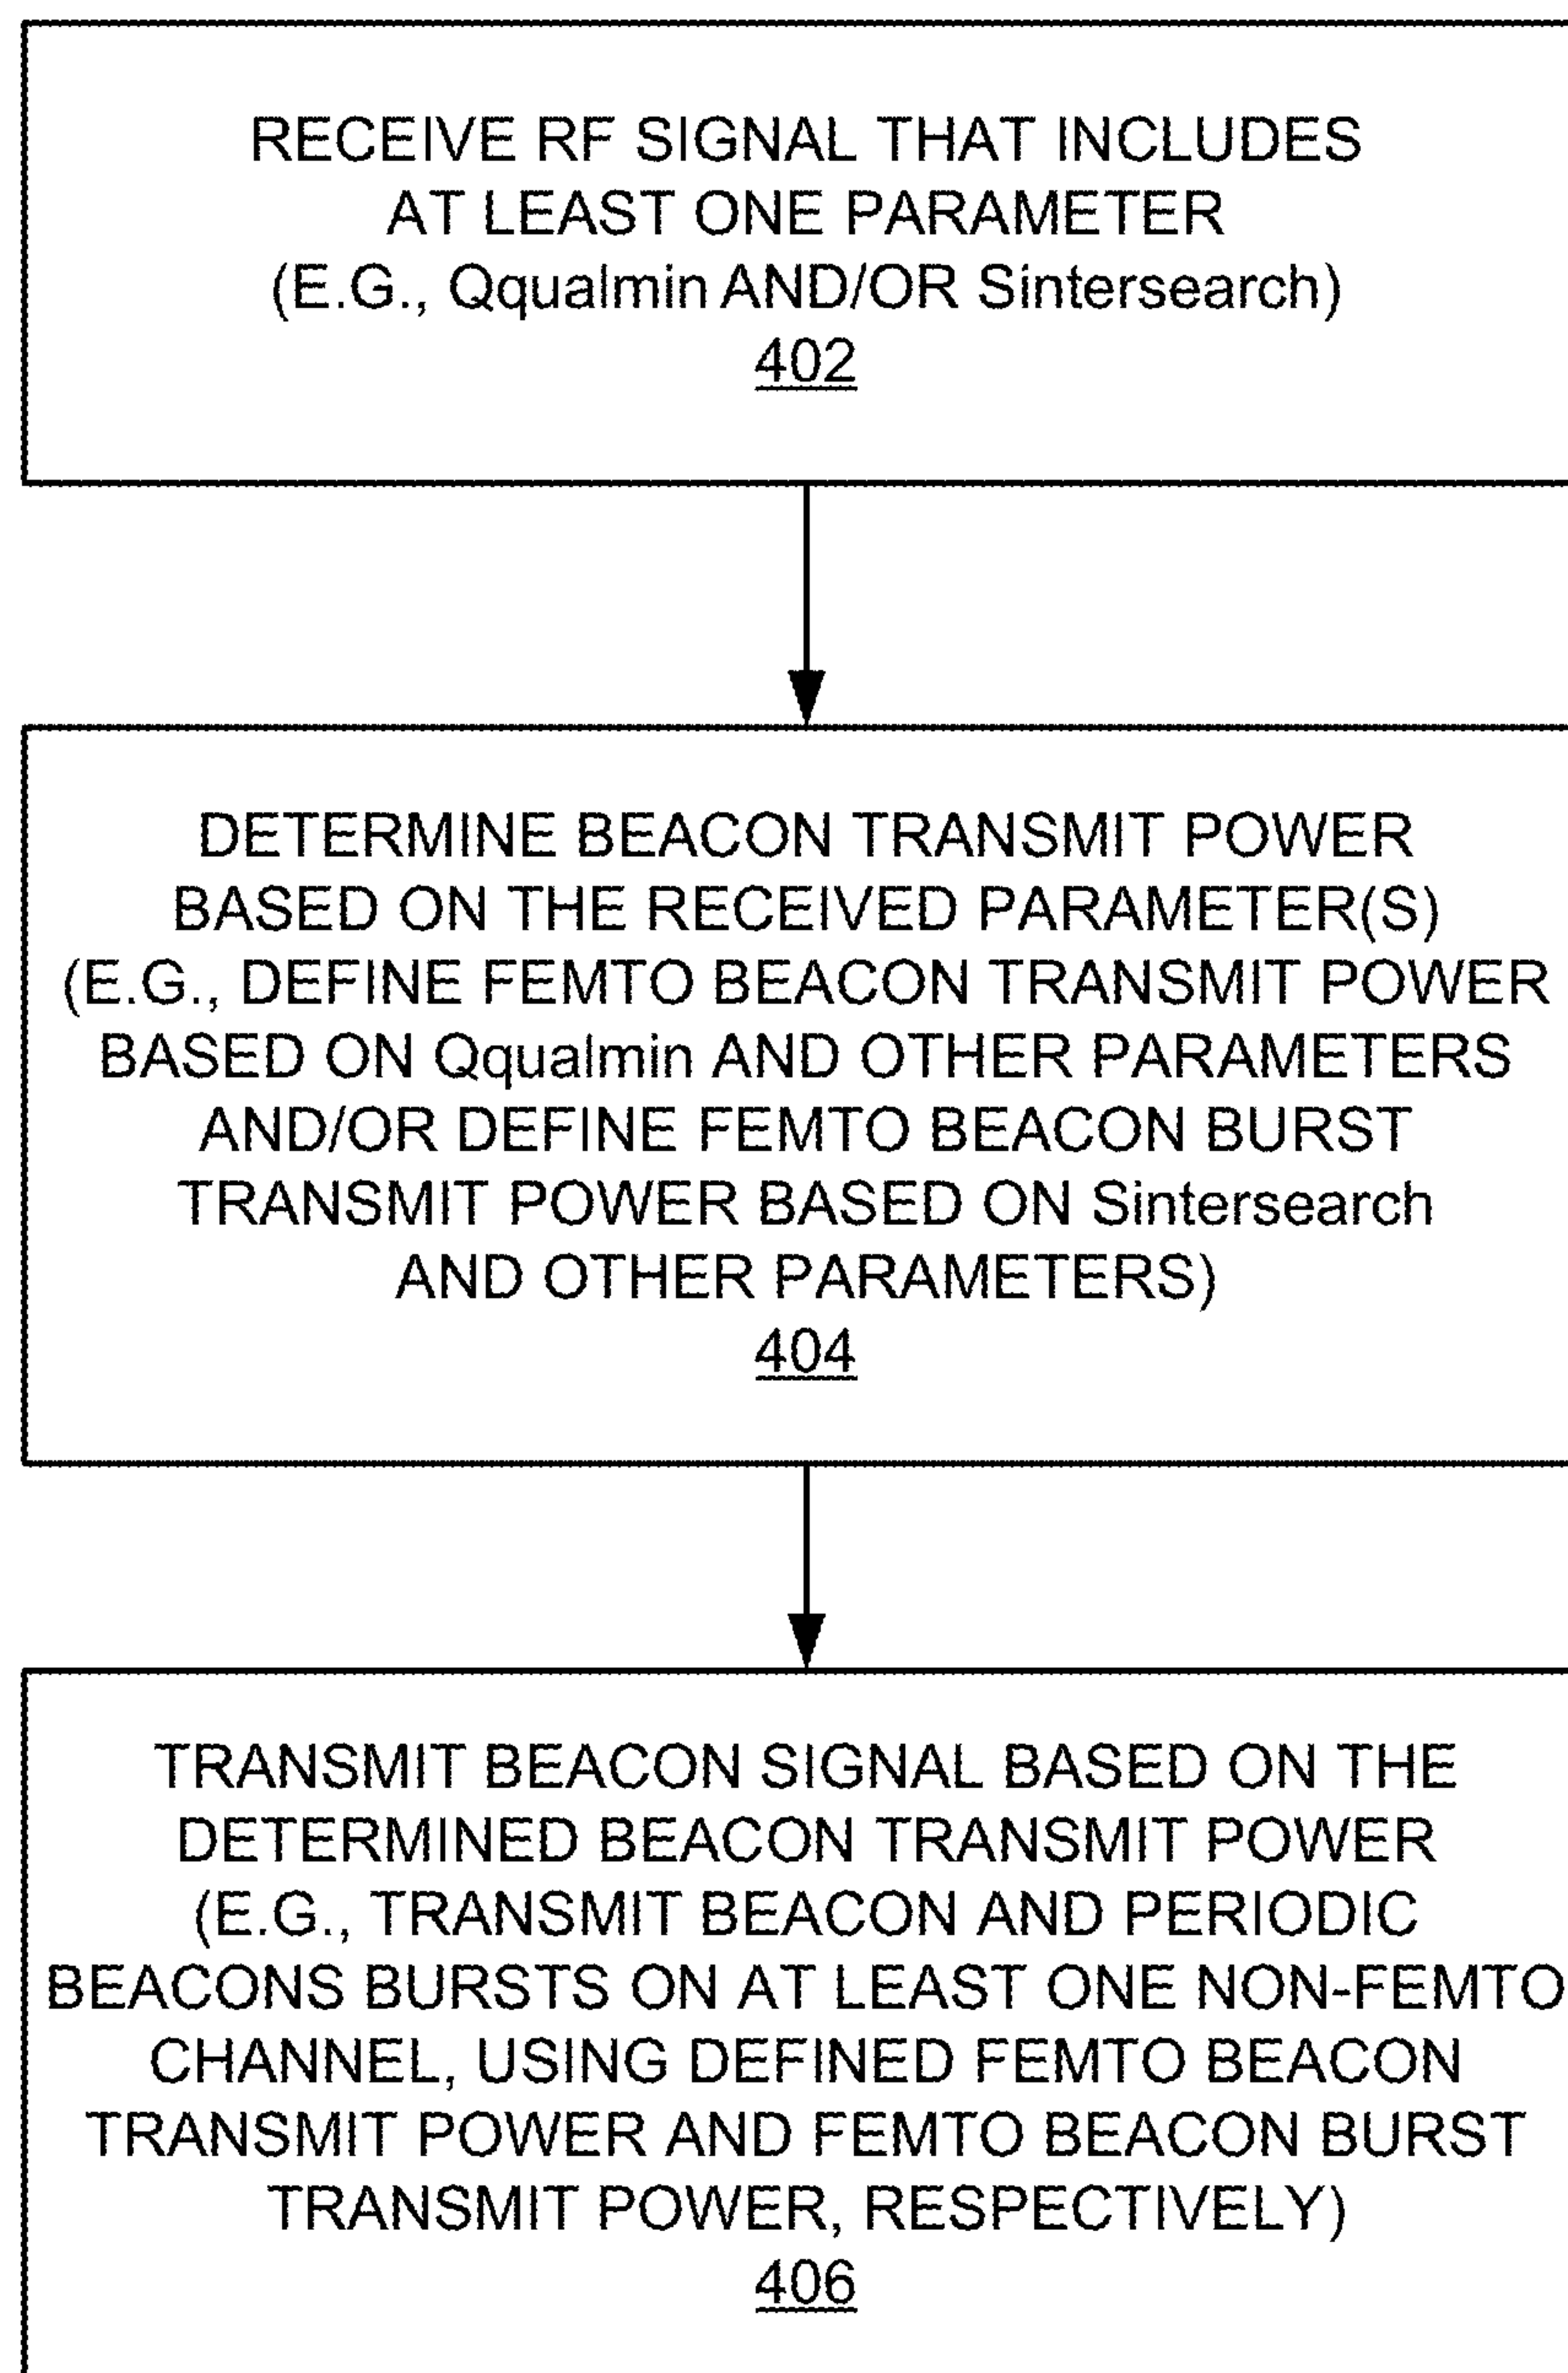 RECEIVE RF SIGNAL THAT INCLUDES
AT LEAST ONE PARAMETER
(E.G., Qqualmin AND/OR Sintersearch)
402
DETERMINE BEACON TRANSMIT POWER
BASED ON THE RECEIVED PARAMETER(S)
(E.G., DEFINE FEMTO BEACON TRANSMIT POWER
BASED ON Qqualmin AND OTHER PARAMETERS
AND/OR DEFINE FEMTO BEACON BURST
TRANSMIT POWER BASED ON Sintersearch
AND OTHER PARAMETERS)
404
TRANSMIT BEACON SIGNAL BASED ON THE
DETERMINED BEACON TRANSMIT POWER
(E.G., TRANSMIT BEACON AND PERIODIC
BEACONS BURSTS ON AT LEAST ONE NON-FEMTO
CHANNEL, USING DEFINED FEMTO BEACON
TRANSMIT POWER AND FEMTO BEACON BURST
TRANSMIT POWER, RESPECTIVELY)
406